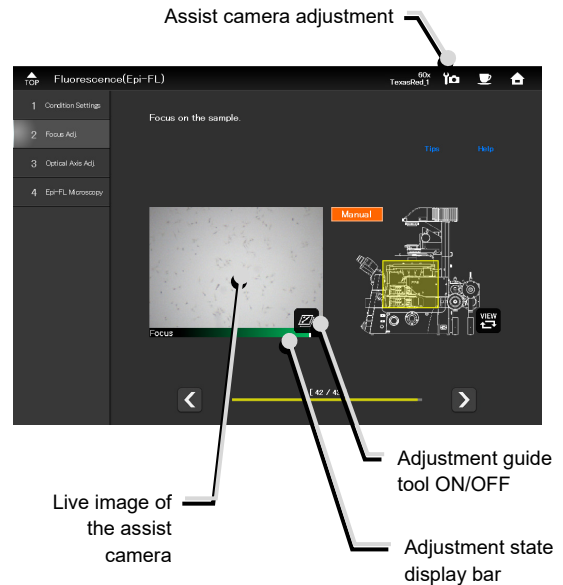 Assist camera adjustment
TOP Fluorescence(Epi-FL)
60x
TexasRed_1
1 Condition Settings
2 Focus Adj.
3 Optical Axis Adj.
4 Epi-FL Microscopy
Focus on the sample.
Tips Help
Manual
VIEW
Focus
[ 42 / 43
Adjustment guide
tool ON/OFF
Live image of
the assist
camera
Adjustment state
display bar